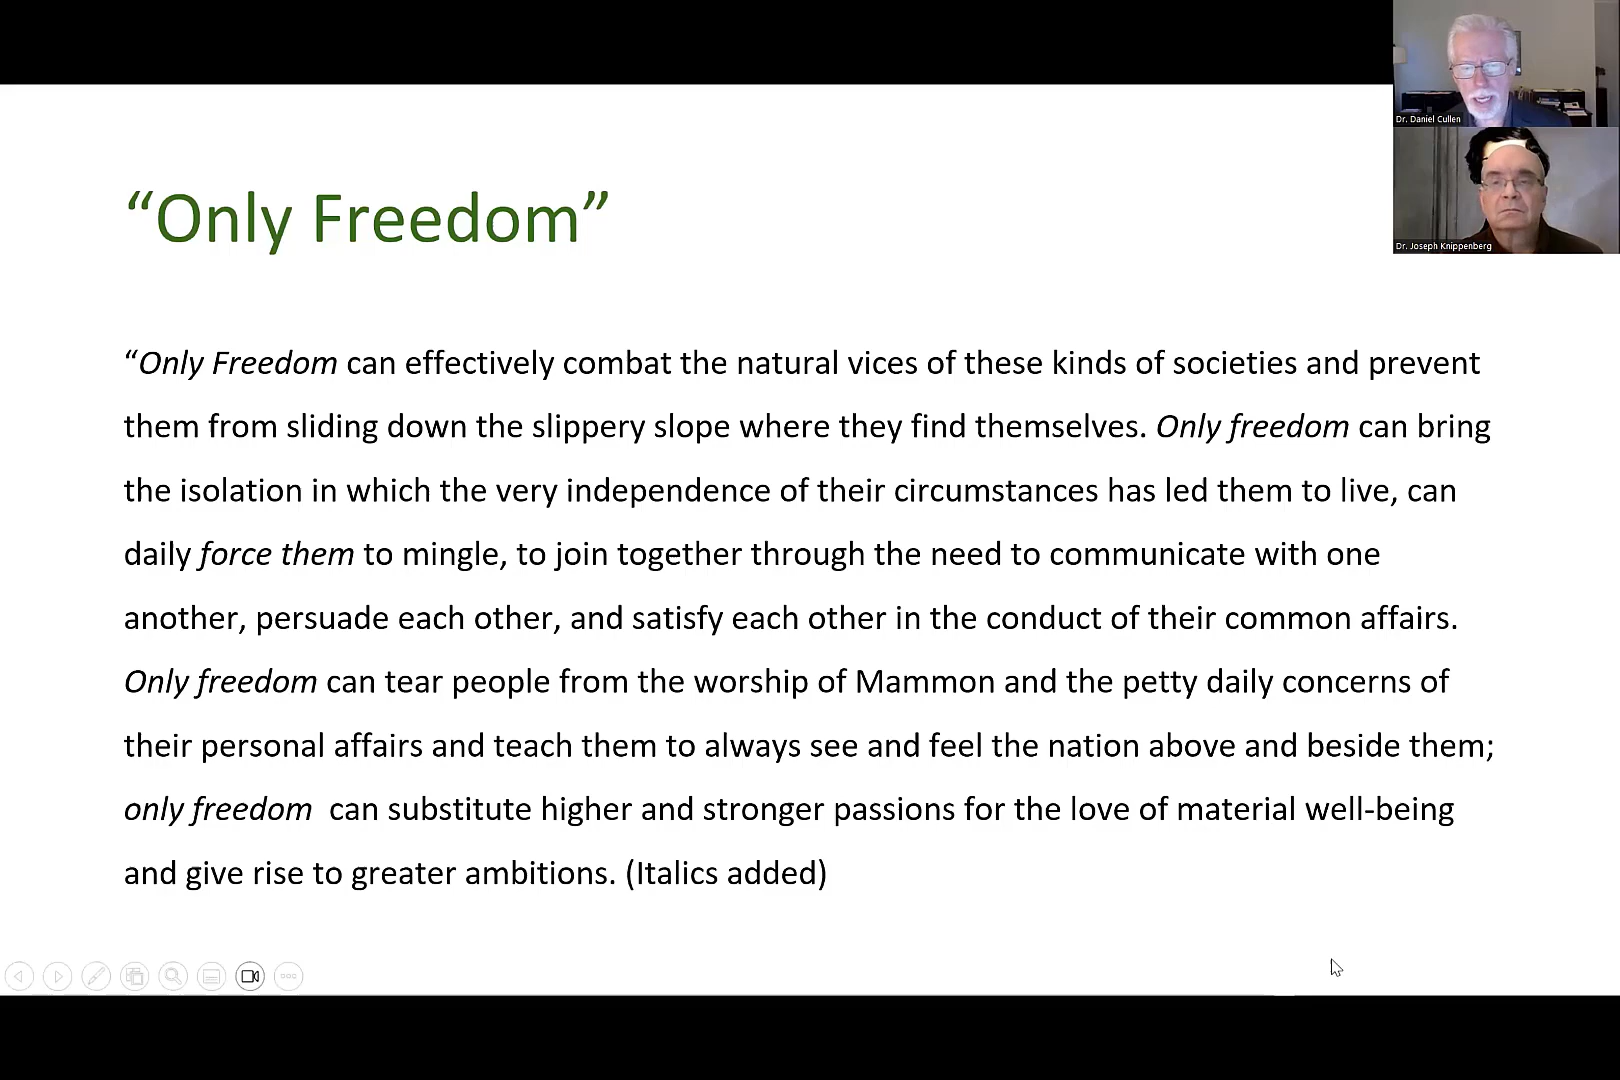 Dr. Daniel Cullen
Dr. Joseph Knippenberg
“Only Freedom”
“Only Freedom can effectively combat the natural vices of these kinds of societies and prevent
them from sliding down the slippery slope where they find themselves. Only freedom can bring
the isolation in which the very independence of their circumstances has led them to live, can
daily force them to mingle, to join together through the need to communicate with one
another, persuade each other, and satisfy each other in the conduct of their common affairs.
Only freedom can tear people from the worship of Mammon and the petty daily concerns of
their personal affairs and teach them to always see and feel the nation above and beside them;
only freedom can substitute higher and stronger passions for the love of material well-being
and give rise to greater ambitions. (Italics added)